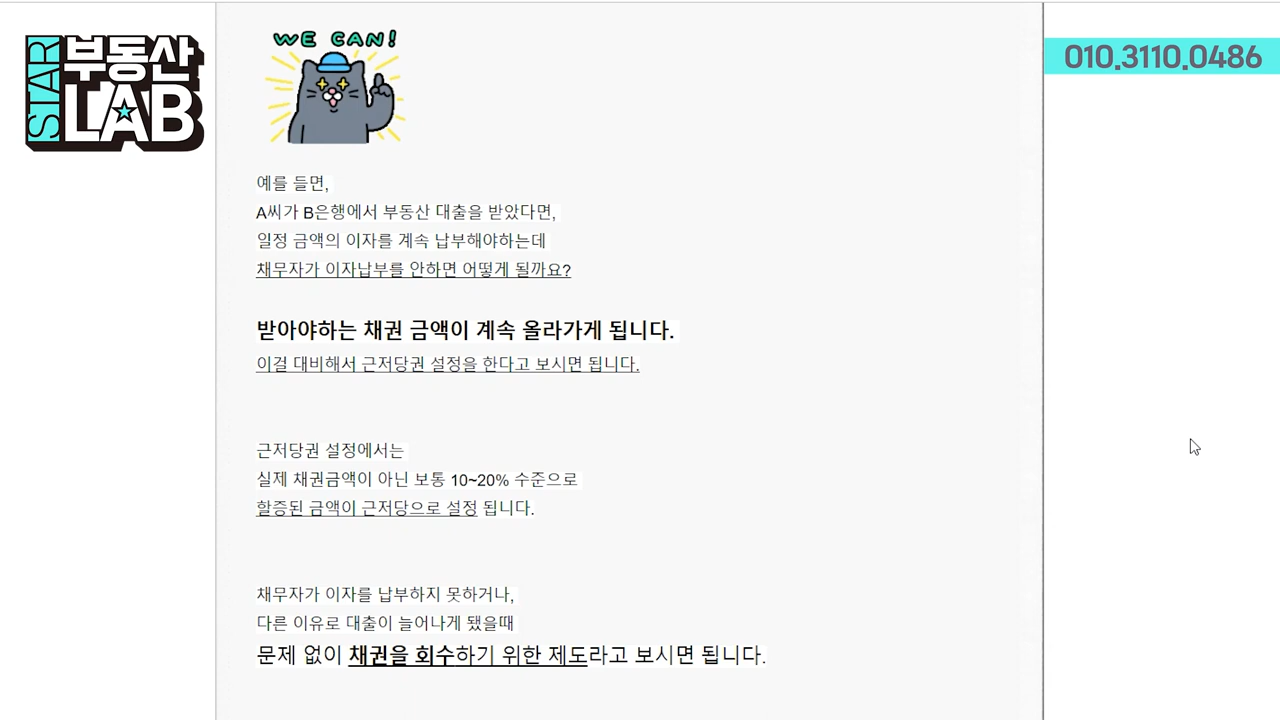 STAR
부동산
LAB
010.3110.0486
WE CAN!
예를 들면,
A씨가 B은행에서 부동산 대출을 받았다면,
일정 금액의 이자를 계속 납부해야하는데
채무자가 이자납부를 안하면 어떻게 될까요?
받아야하는 채권 금액이 계속 올라가게 됩니다.
이걸 대비해서 근저당권 설정을 한다고 보시면 됩니다.
근저당권 설정에서는
실제 채권금액이 아닌 보통 10~20% 수준으로
할증된 금액이 근저당으로 설정 됩니다.
채무자가 이자를 납부하지 못하거나,
다른 이유로 대출이 늘어나게 됐을때
문제 없이 채권을 회수하기 위한 제도라고 보시면 됩니다.